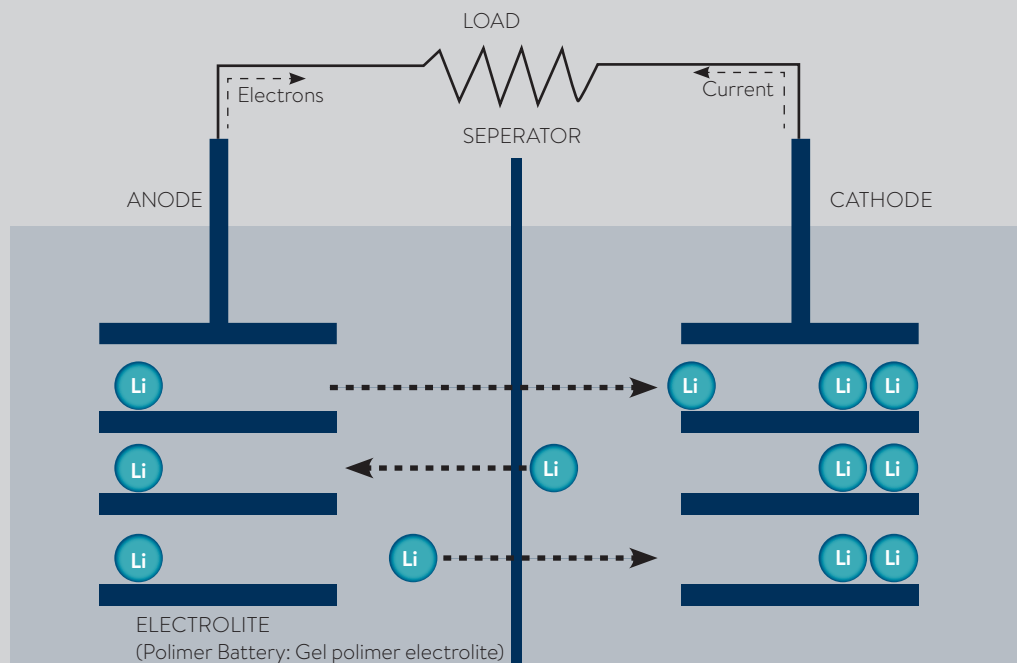 LOAD
Electrons
Current
SEPERATOR
ANODE
CATHODE
Li
Li
Li Li
Li
Li
Li Li
Li
Li
Li Li
ELECTROLITE
(Polimer Battery: Gel polimer electrolite)